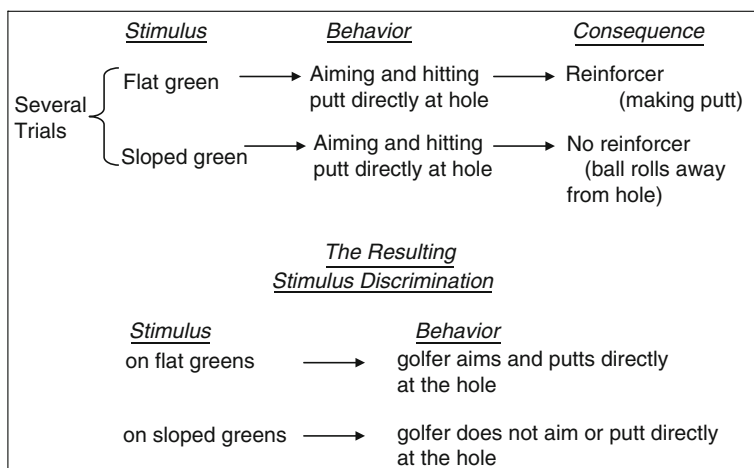 Stimulus Behavior Consequence
Flat green Aiming and hitting Reinforcer
putt directly at hole (making putt)
Several
Trials
Sloped green Aiming and hitting No reinforcer
putt directly at hole (ball rolls away
from hole)
The Resulting
Stimulus Discrimination
Stimulus Behavior
on flat greens golfer aims and putts directly
at the hole
on sloped greens golfer does not aim or putt directly
at the hole